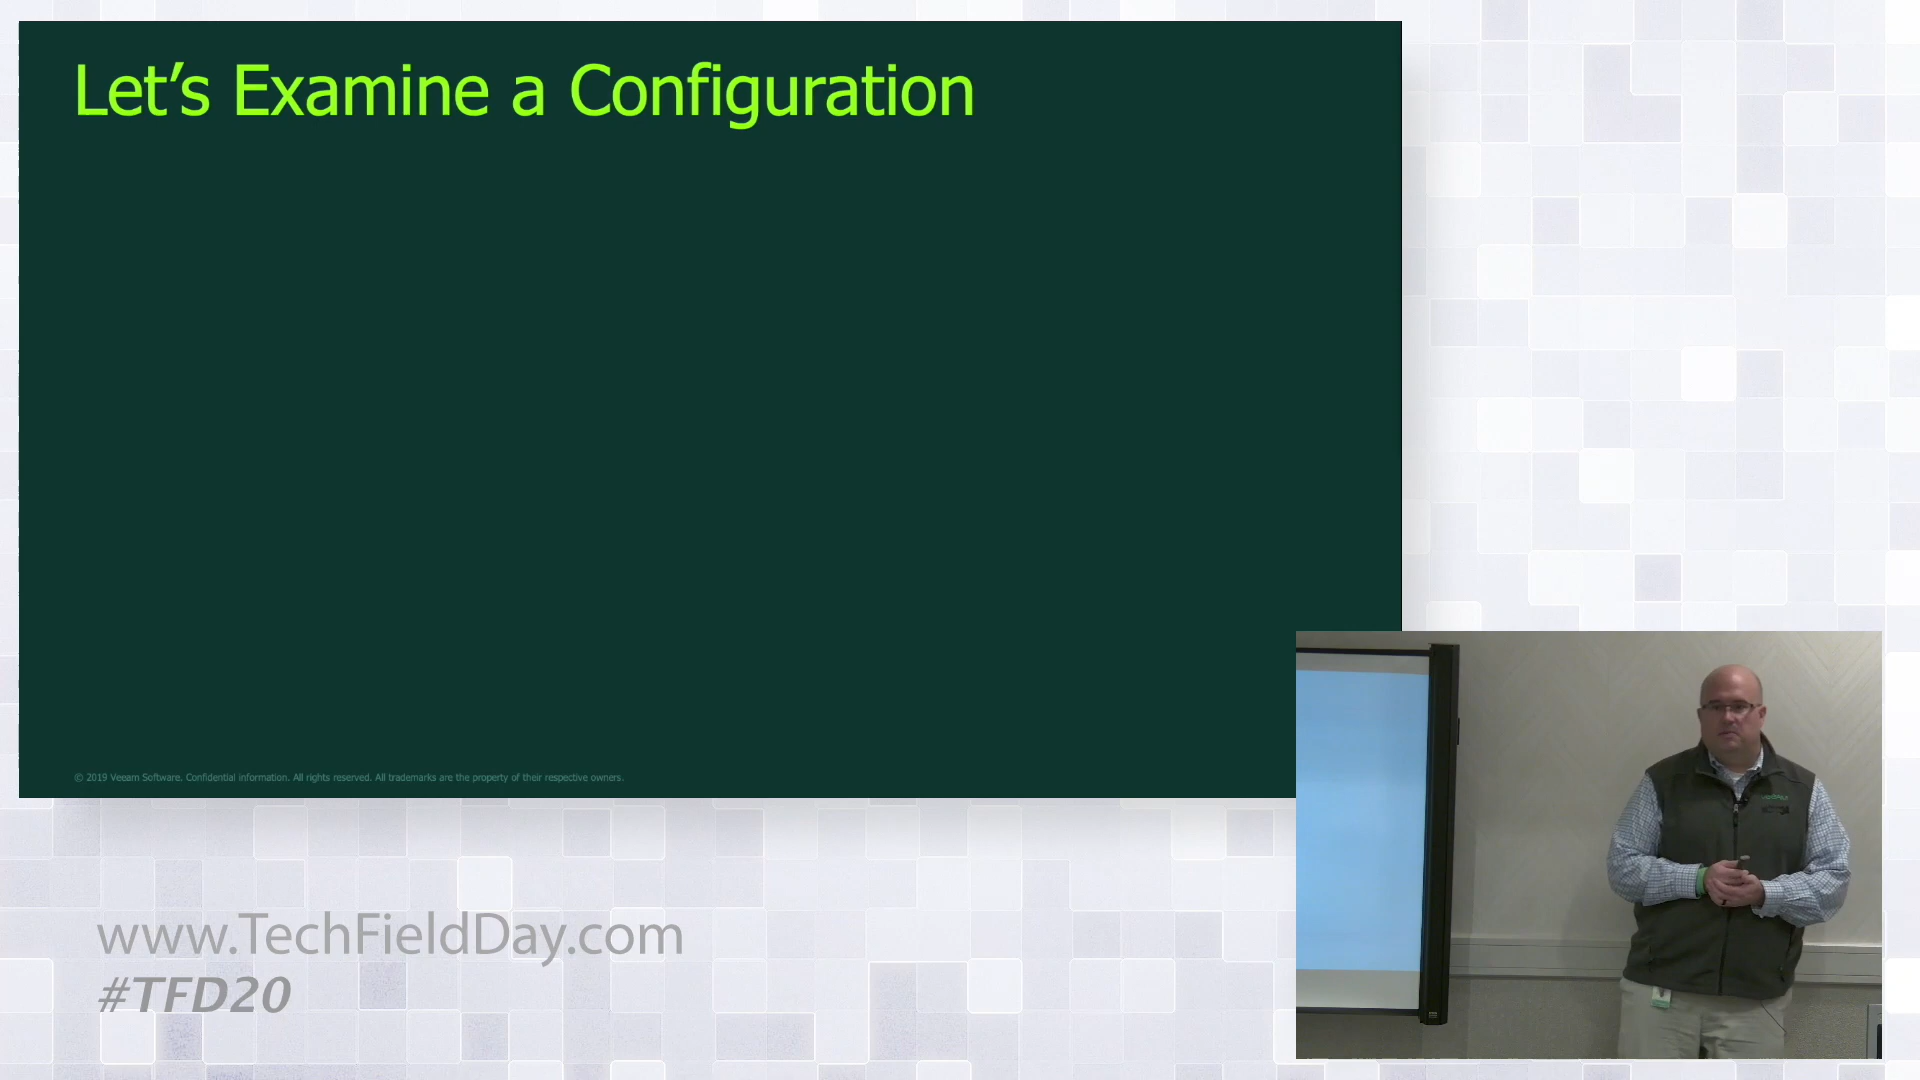 Let's Examine a Configuration
© 2019 Veeam Software. Confidential information. All rights reserved. All trademarks are the property of their respective owners.
www.TechFieldDay.com
#TFD20